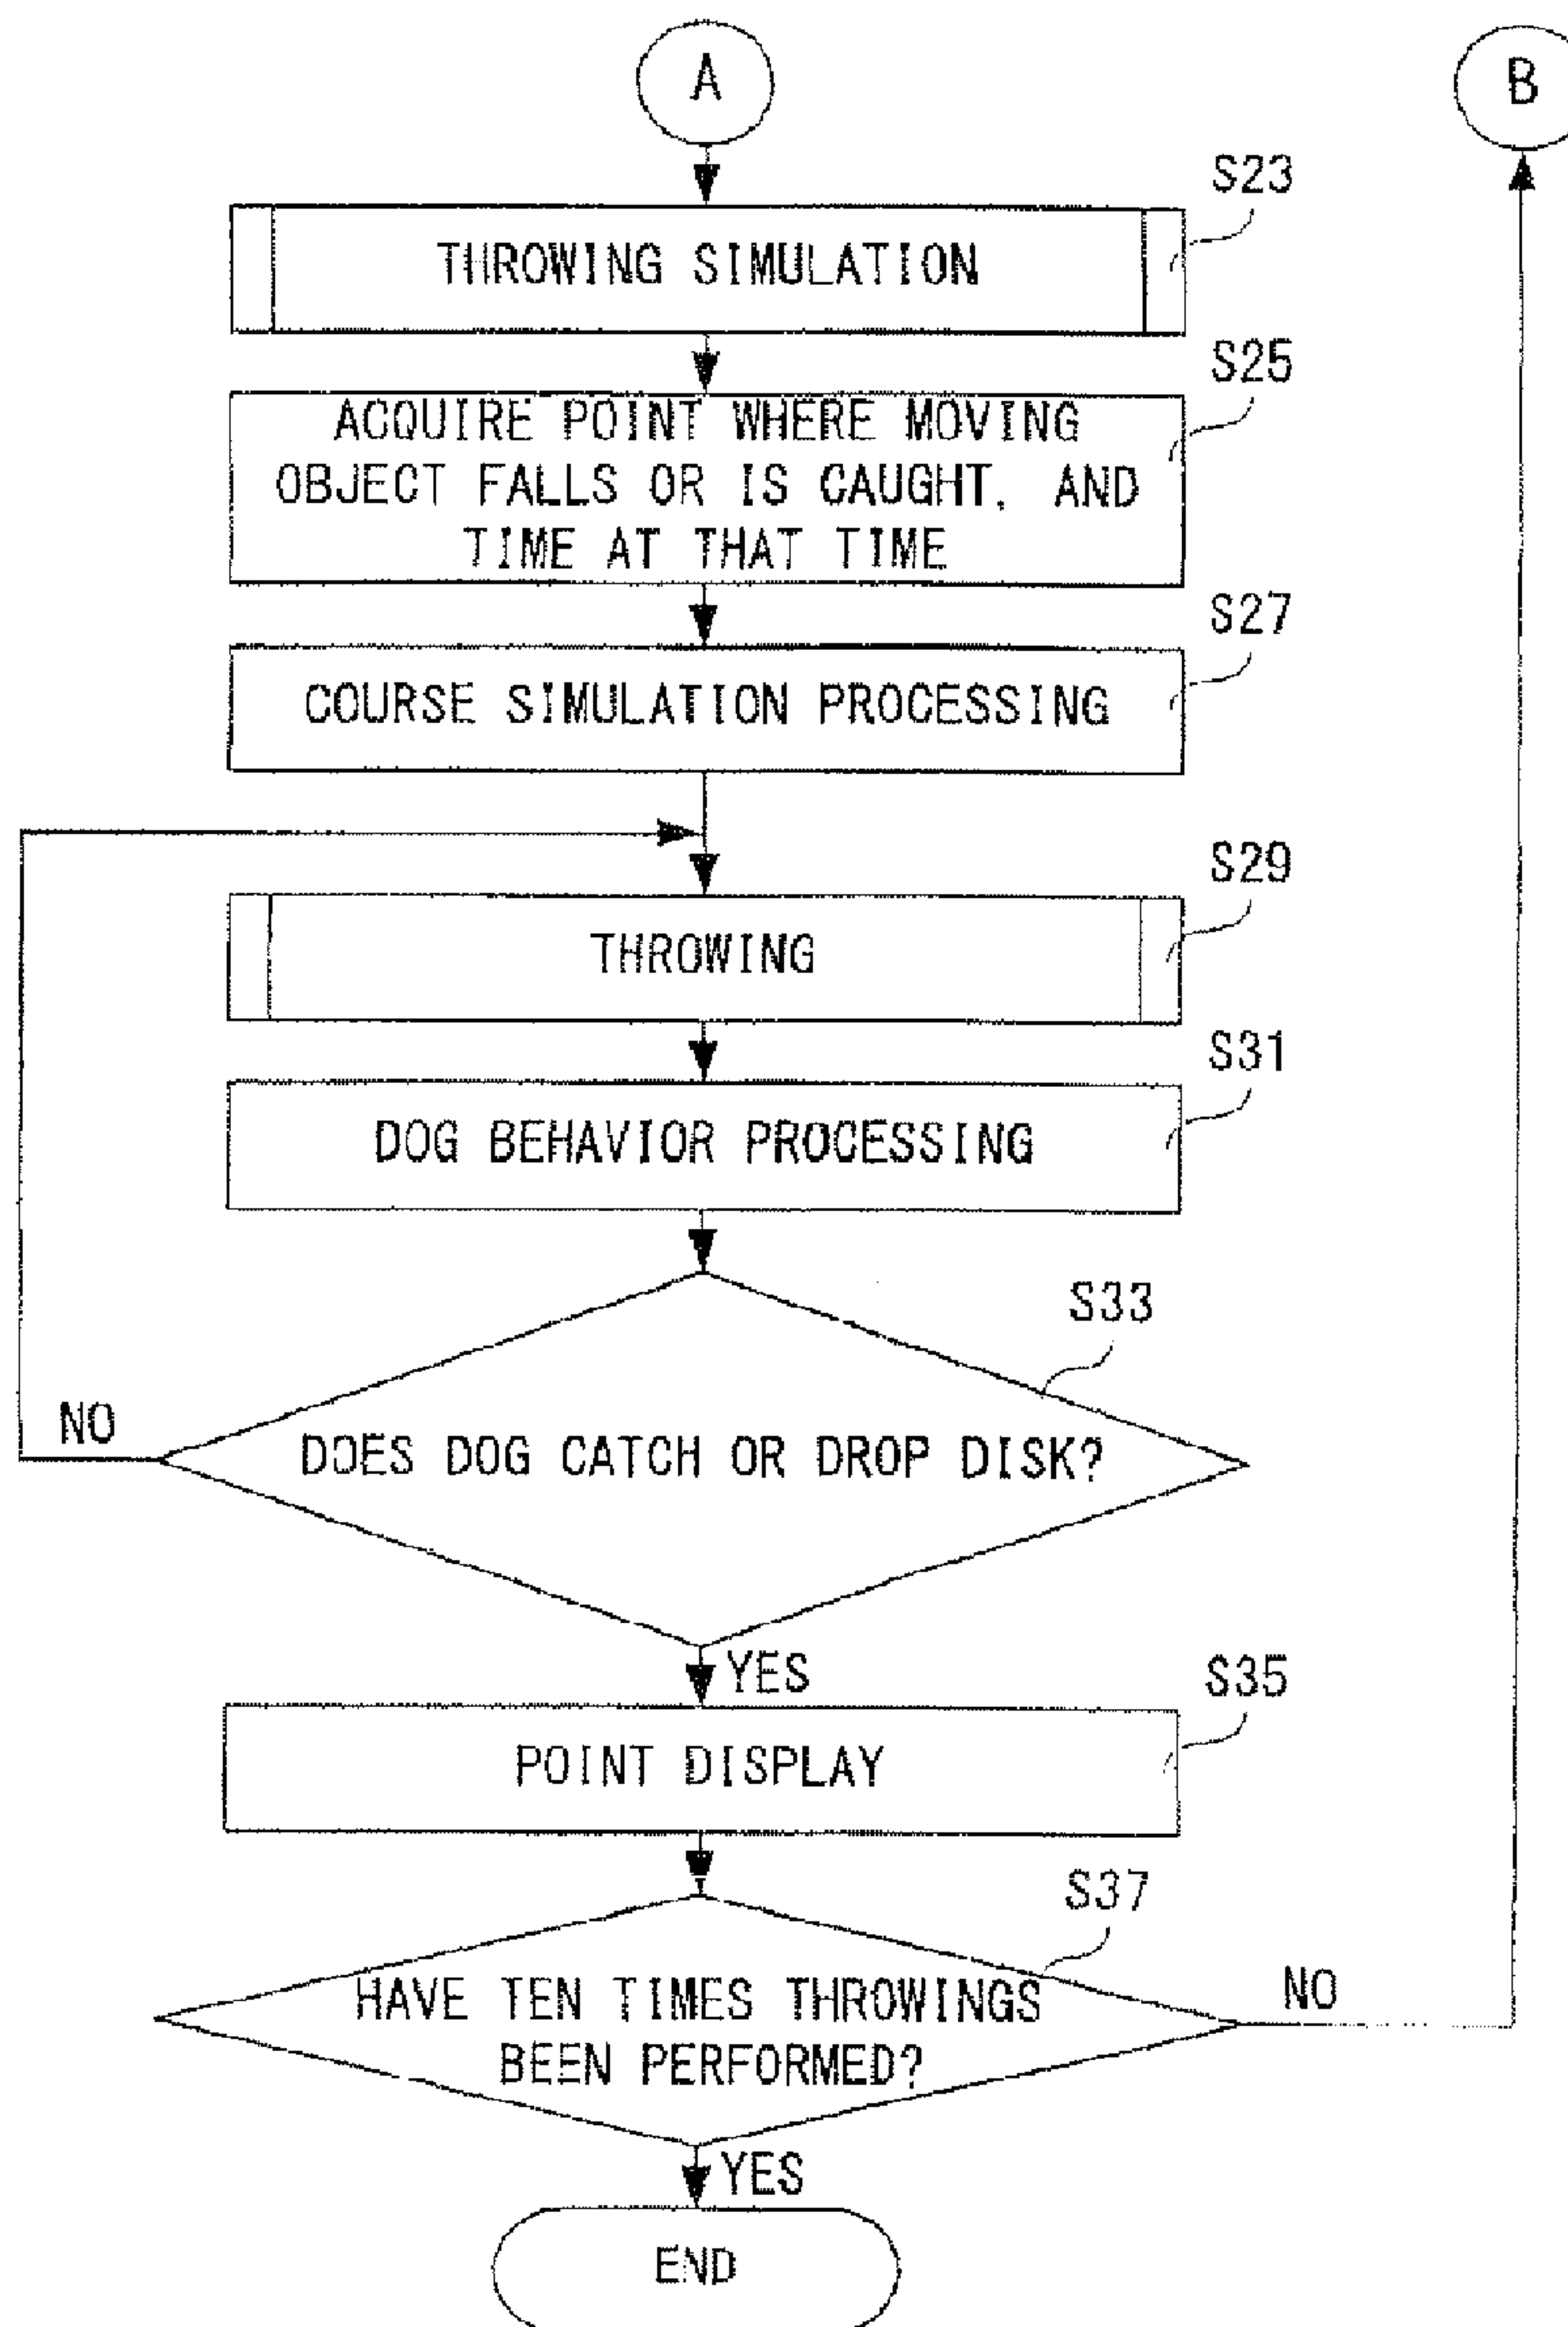 A
B
S23
THROWING SIMULATION
S25
ACQUIRE POINT WHERE MOVING
OBJECT FALLS OR IS CAUGHT, AND
TIME AT THAT TIME
S27
COURSE SIMULATION PROCESSING
S29
THROWING
S31
DOG BEHAVIOR PROCESSING
S33
NO
DOES DOG CATCH OR DROP DISK?
YES
S35
POINT DISPLAY
S37
HAVE TEN TIMES THROWINGS
BEEN PERFORMED?
NO
YES
END